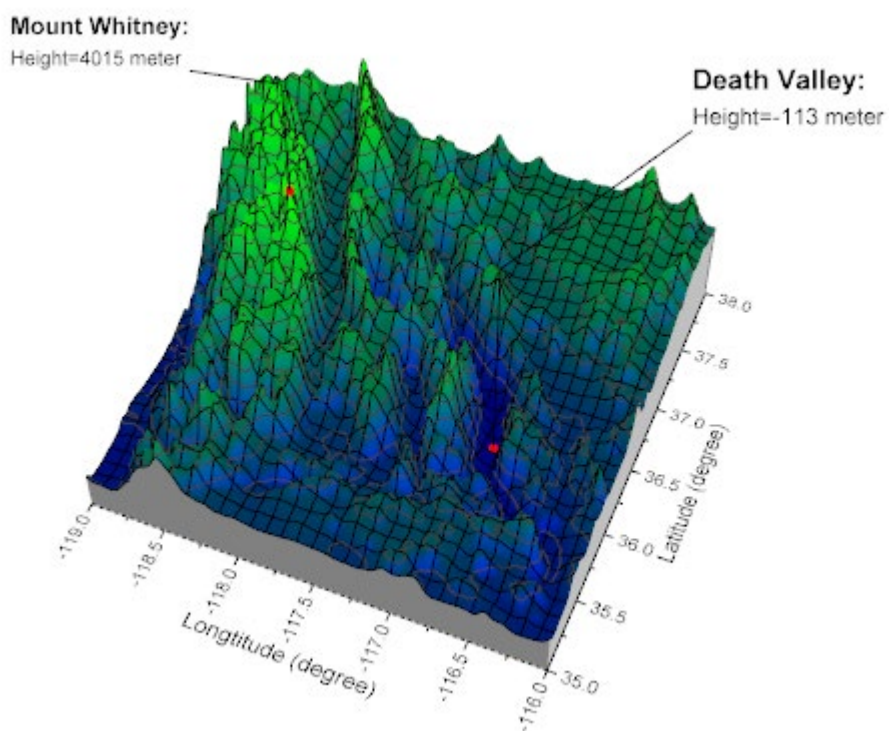 Mount Whitney:
Height=4015 meter
Death Valley:
Height=-113 meter
38.0
37.5
37.0
36.5
36.0
35.5
35.0
Latitude (degree)
-119.0
-118.5
-118.0
-117.5
-117.0
-116.5
-116.0
Longtitude (degree)